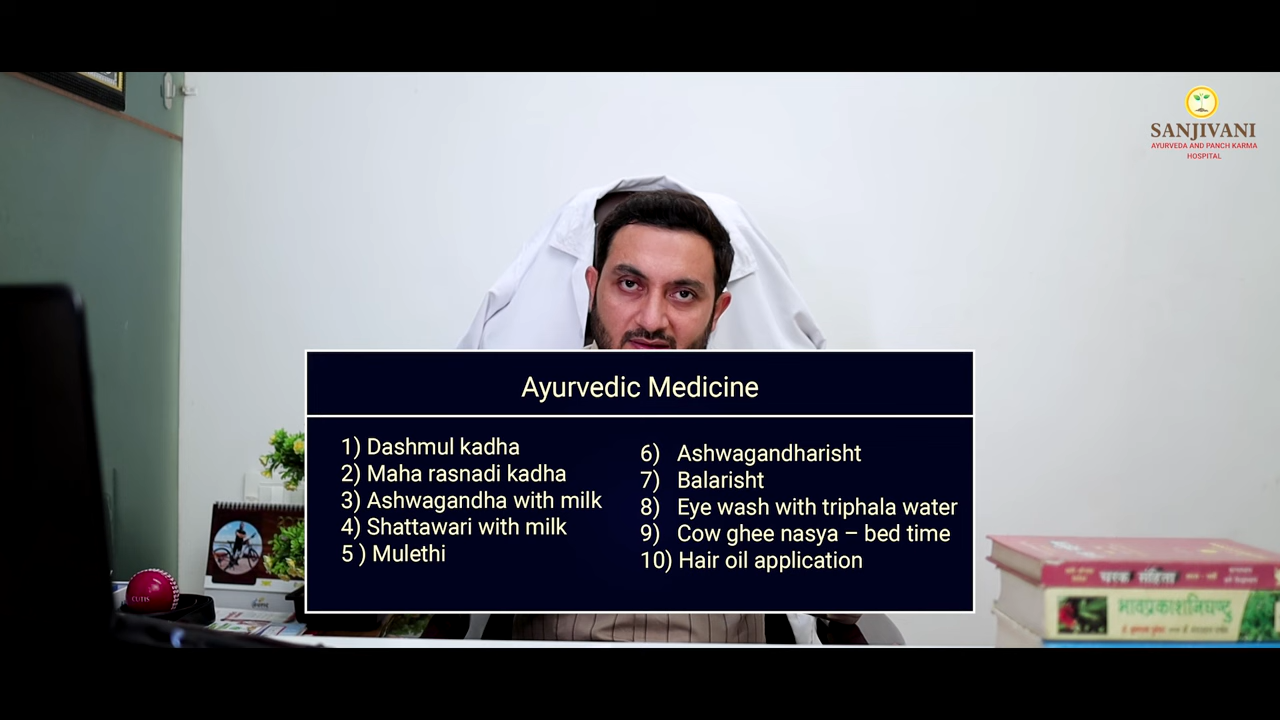 SANJIVANI
AYURVEDA AND PANCH KARMA
HOSPITAL
Ayurvedic Medicine
1) Dashmul kadha
2) Maha rasnadi kadha
3) Ashwagandha with milk
4) Shattawari with milk
5 ) Mulethi
6) Ashwagandharisht
7) Balarisht
8) Eye wash with triphala water
9) Cow ghee nasya – bed time
10) Hair oil application
CUTIS
चरक संहिता
भावप्रकाशनिघण्टु